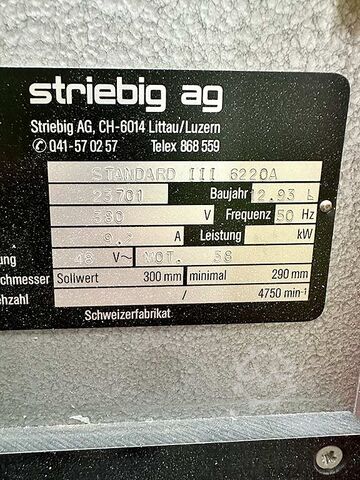 striebig ag
Striebig AG, CH-6014 Littau/Luzern
✆ 041-57 02 57 Telex 868 559
STANDARD III 6220A
23701 Baujahr 12.93 L
380 V Frequenz 50 Hz
9. A Leistung kW
ung 48 V~ MOT. 58
chmesser Sollwert 300 mm minimal 290 mm
ehzahl / 4750 min-¹
Schweizerfabrikat